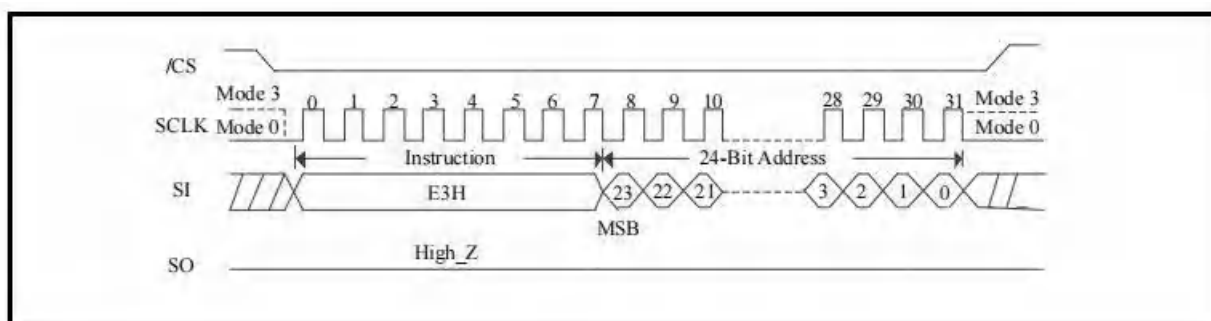 /CS
Mode 3 0 1 2 3 4 5 6 7 8 9 10 28 29 30 31 Mode 3
SCLK Mode 0 Mode 0
Instruction 24-Bit Address
SI E3H 23 22 21 3 2 1 0
MSB
High_Z
SO